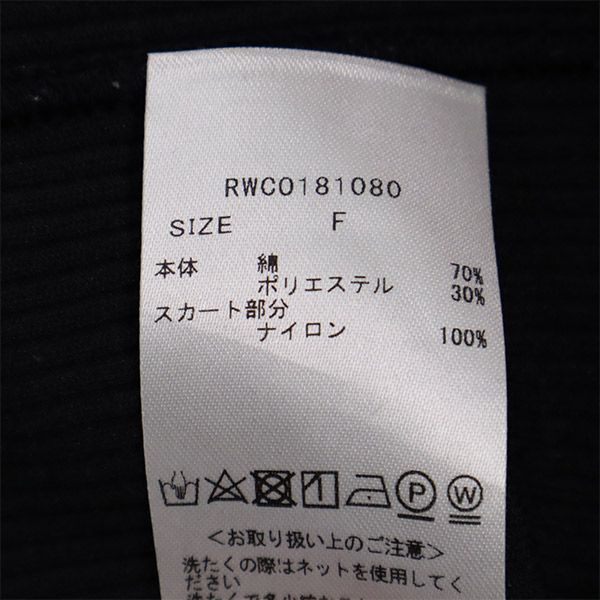 RWCO181080
SIZE F
本体 綿 70%
ポリエステル 30%
スカート部分
ナイロン 100%
P W
<お取り扱い上のご注意>
洗たくの際はネットを使用して
ください